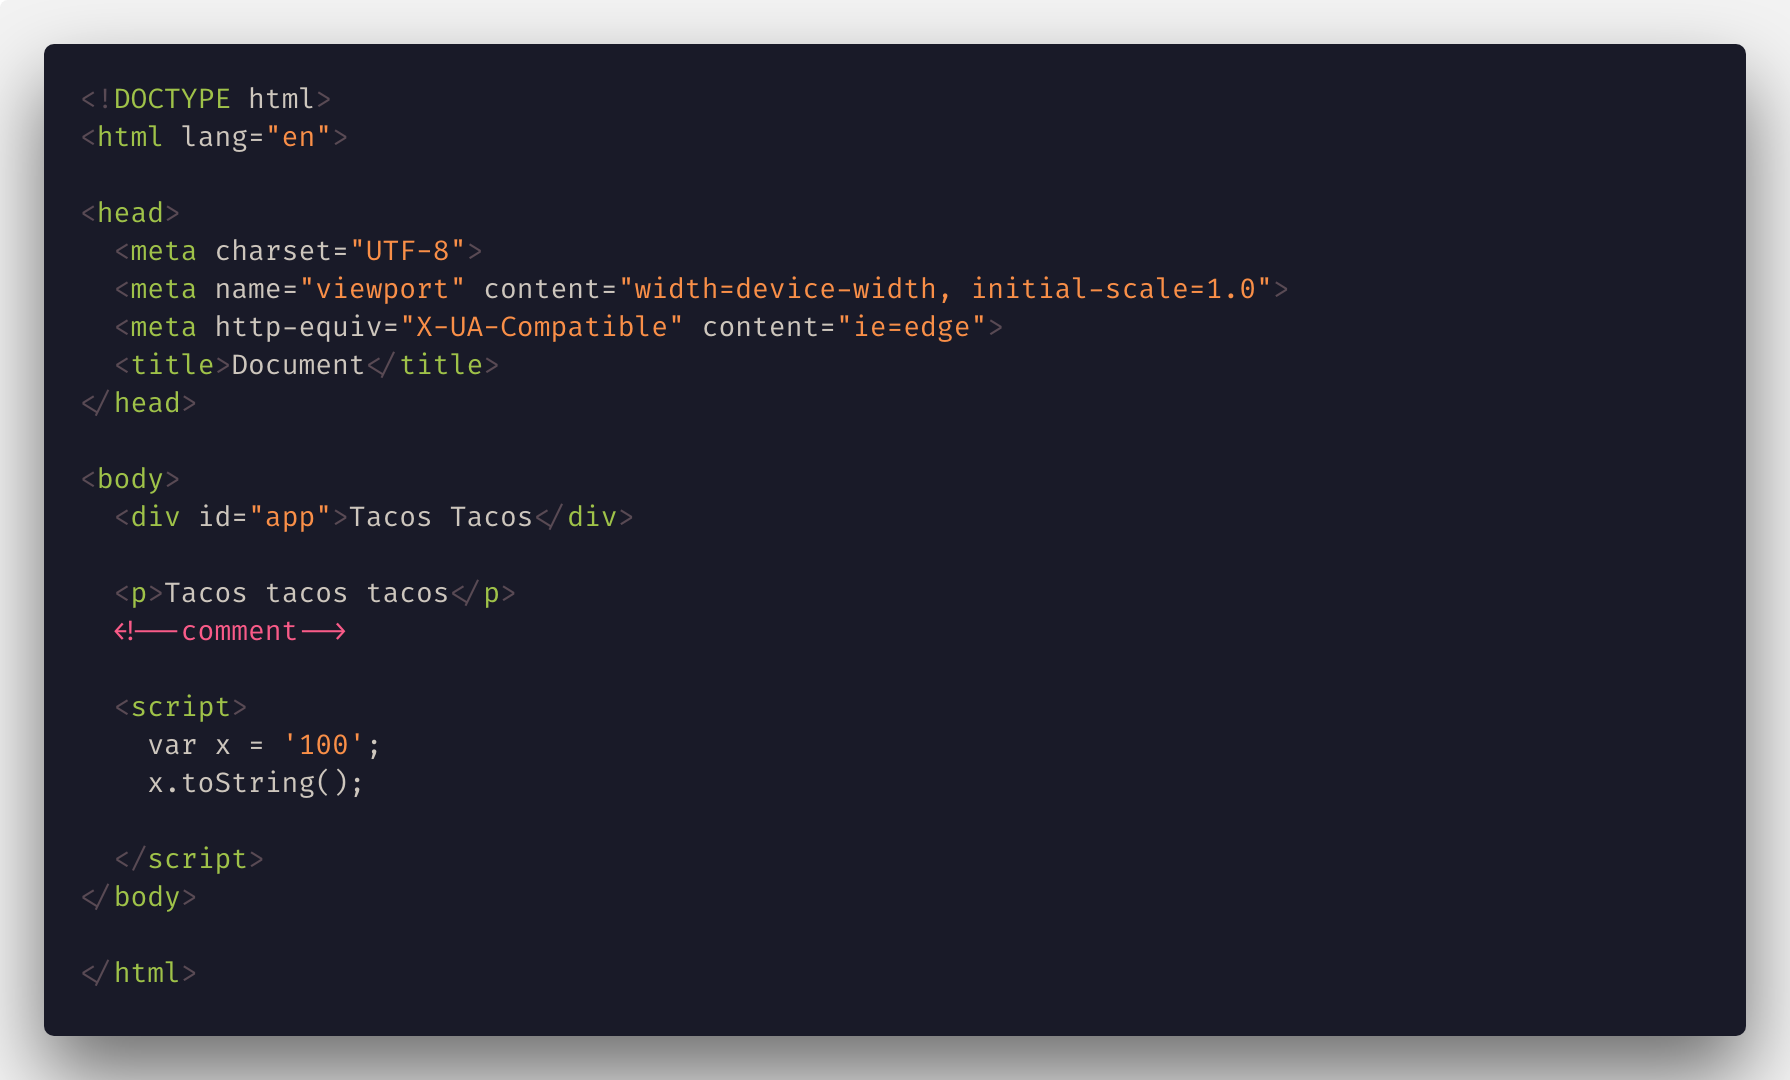 <!DOCTYPE html>
<html lang="en">
<head>
<meta charset="UTF-8">
<meta name="viewport" content="width=device-width, initial-scale=1.0">
<meta http-equiv="X-UA-Compatible" content="ie=edge">
<title>Document</title>
</head>
<body>
<div id="app">Tacos Tacos</div>
<p>Tacos tacos tacos</p>
<!--comment-->
<script>
var x = '100';
x.toString();
</script>
</body>
</html>